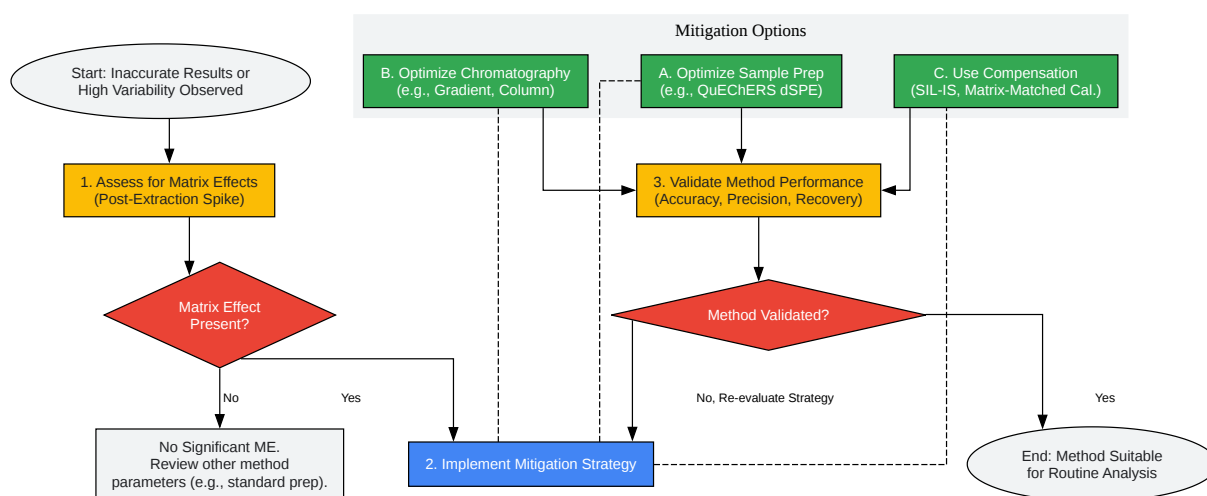 Mitigation Options
Start: Inaccurate Results or
High Variability Observed
B. Optimize Chromatography
(e.g., Gradient, Column)
A. Optimize Sample Prep
(e.g., QuEChERS dSPE)
C. Use Compensation
(SIL-IS, Matrix-Matched Cal.)
1. Assess for Matrix Effects
(Post-Extraction Spike)
3. Validate Method Performance
(Accuracy, Precision, Recovery)
Matrix Effect
Present?
Method Validated?
No
Yes
No, Re-evaluate Strategy
Yes
No Significant ME.
Review other method
parameters (e.g., standard prep).
2. Implement Mitigation Strategy
End: Method Suitable
for Routine Analysis